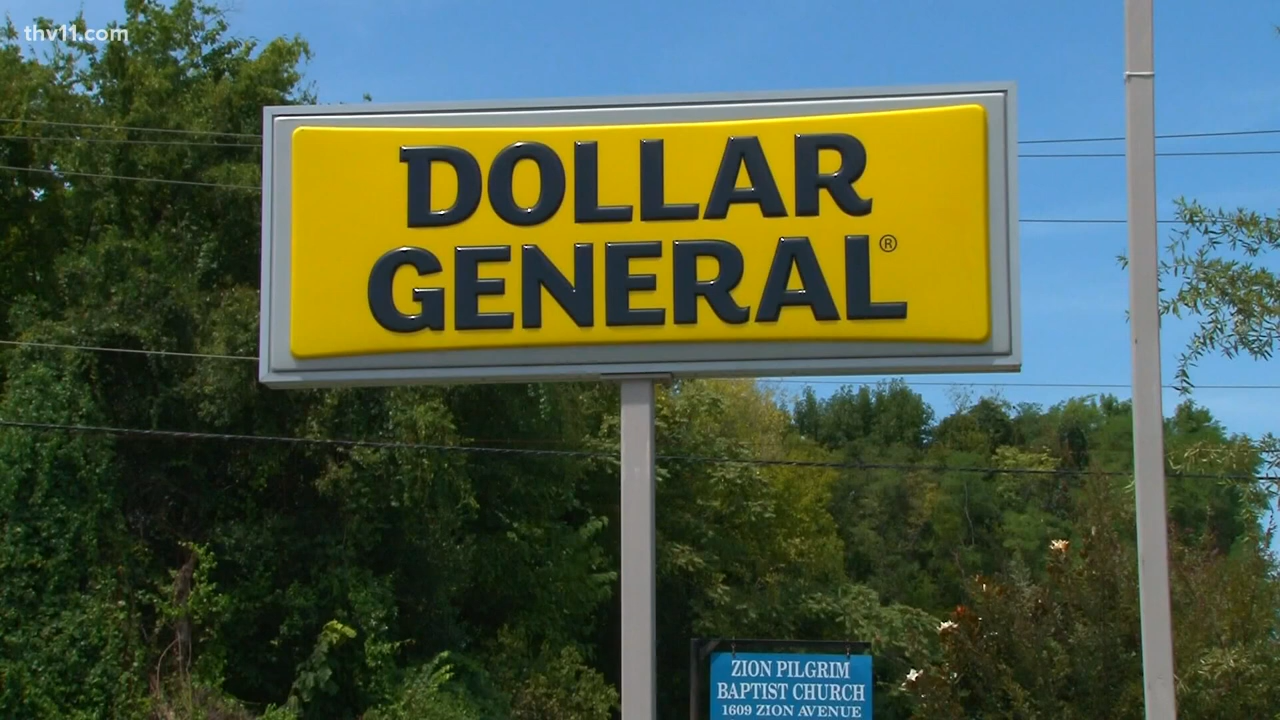 thv11.com
DOLLAR
GENERAL®
ZION PILGRIM
BAPTIST CHURCH
1609 ZION AVENUE